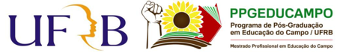 UFRB
PPGEDUCAMPO
Programa de Pós-Graduação
em Educação do Campo / UFRB
Mestrado Profissional em Educação do Campo